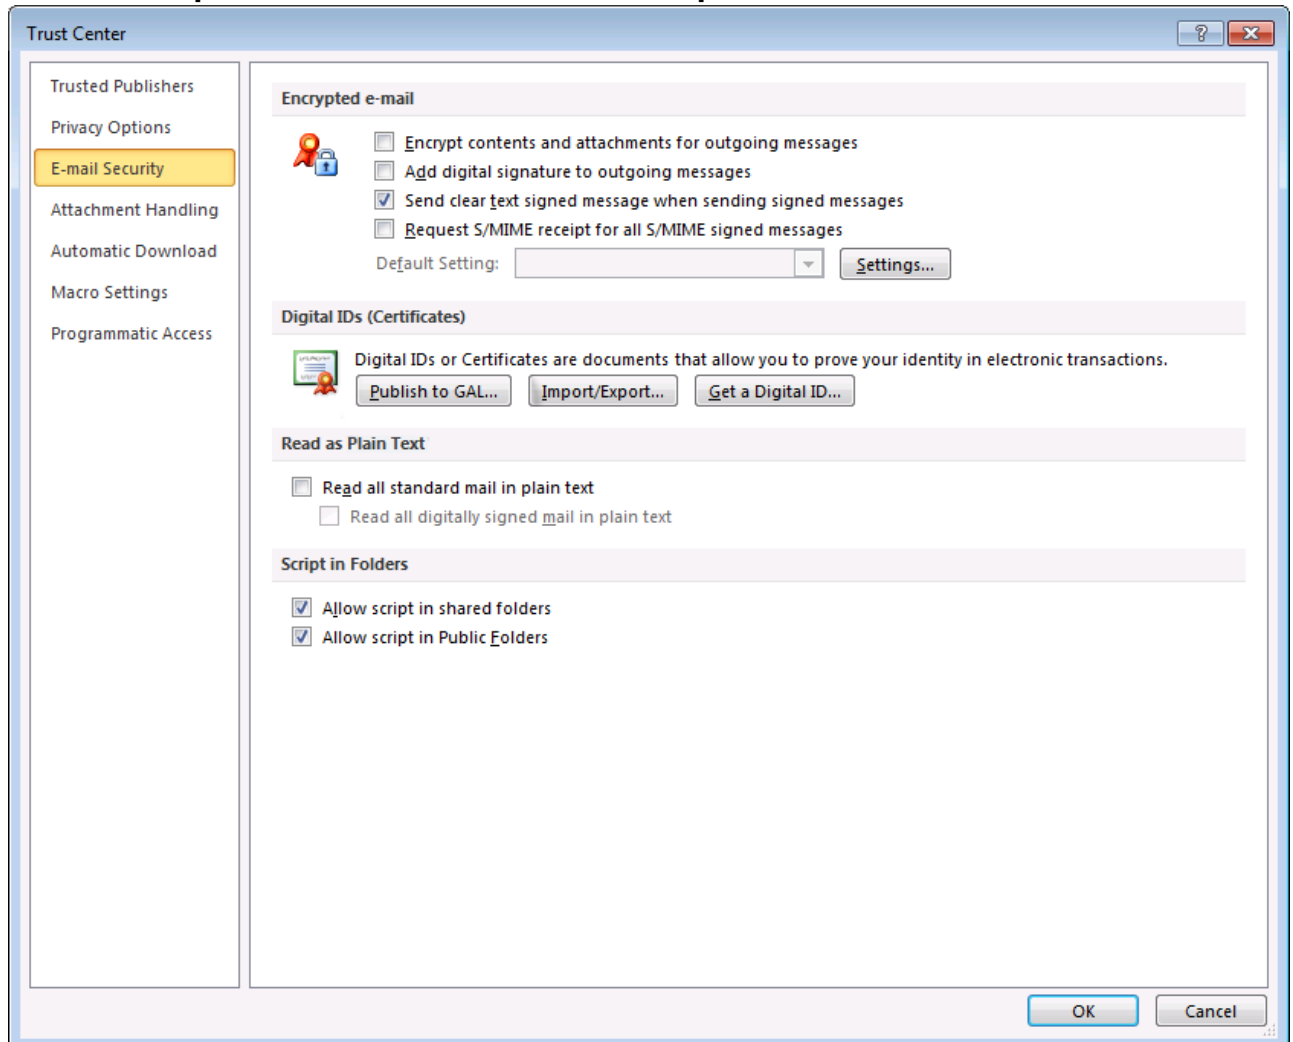 Trust Center
Trusted Publishers
Privacy Options
E-mail Security
Attachment Handling
Automatic Download
Macro Settings
Programmatic Access
Encrypted e-mail
Encrypt contents and attachments for outgoing messages
Add digital signature to outgoing messages
Send clear text signed message when sending signed messages
Request S/MIME receipt for all S/MIME signed messages
Default Setting: Settings...
Digital IDs (Certificates)
Digital IDs or Certificates are documents that allow you to prove your identity in electronic transactions.
Publish to GAL... Import/Export... Get a Digital ID...
Read as Plain Text
Read all standard mail in plain text
Read all digitally signed mail in plain text
Script in Folders
Allow script in shared folders
Allow script in Public Folders
OK Cancel